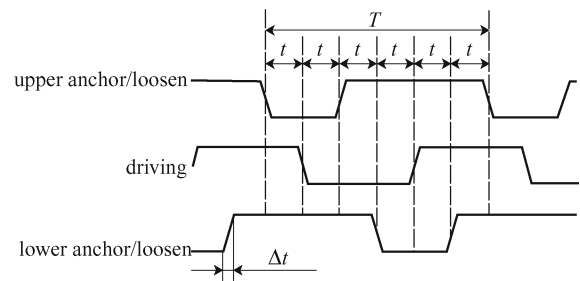 T
t t t t t t
upper anchor/loosen
driving
lower anchor/loosen
Δt